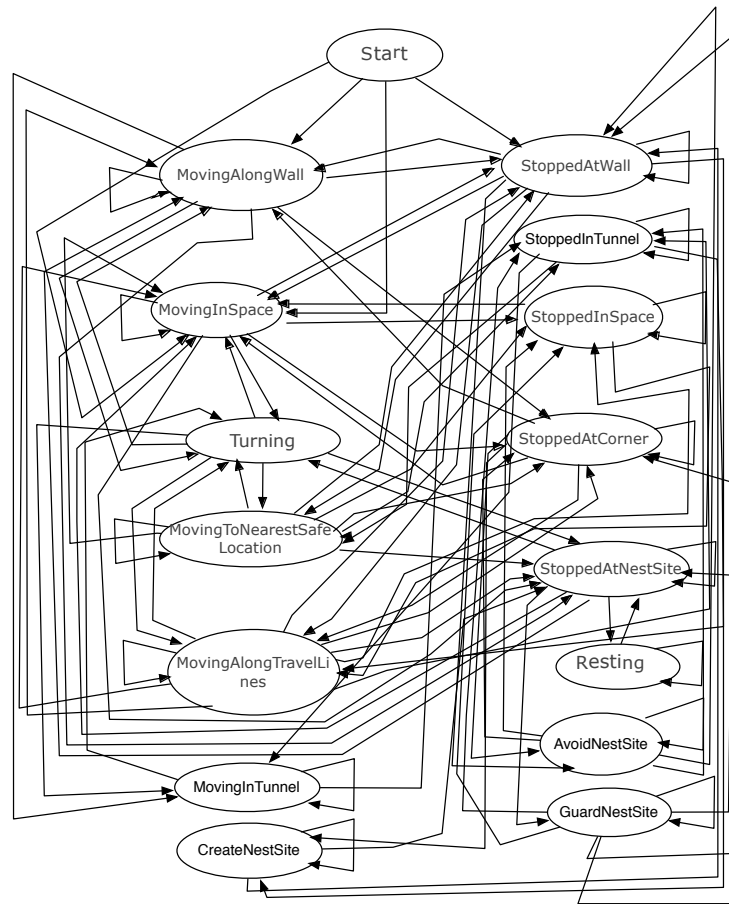 Start
MovingAlongWall
StoppedAtWall
StoppedInTunnel
MovingInSpace
StoppedInSpace
Turning
StoppedAtCorner
MovingToNearestSafe
Location
StoppedAtNestSite
MovingAlongTravelLi
nes
Resting
AvoidNestSite
MovingInTunnel
GuardNestSite
CreateNestSite